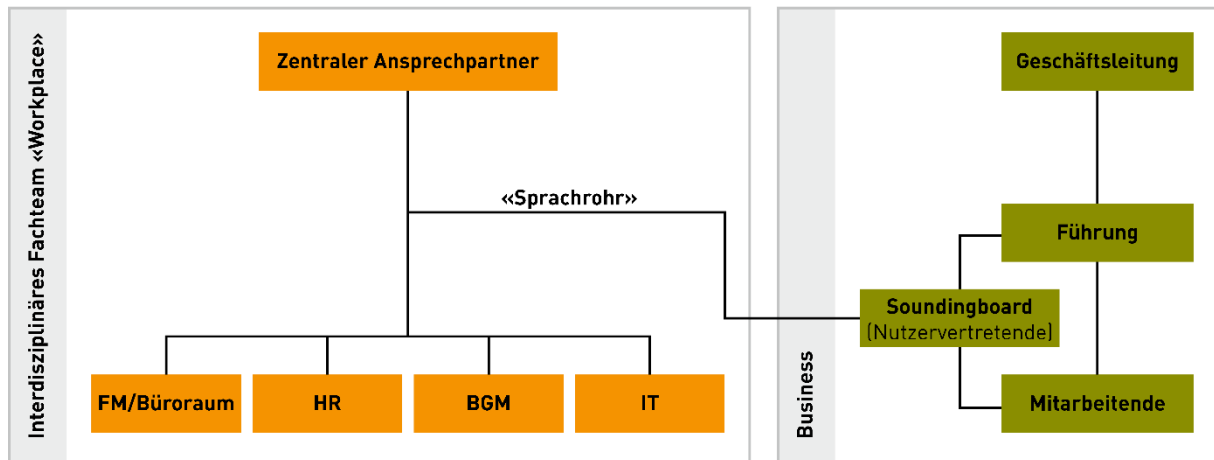 Interdisziplinäres Fachteam «Workplace»
Zentraler Ansprechpartner
«Sprachrohr»
FM/Büroraum
HR
BGM
IT
Business
Geschäftsleitung
Führung
Soundingboard
(Nutzervertretende)
Mitarbeitende